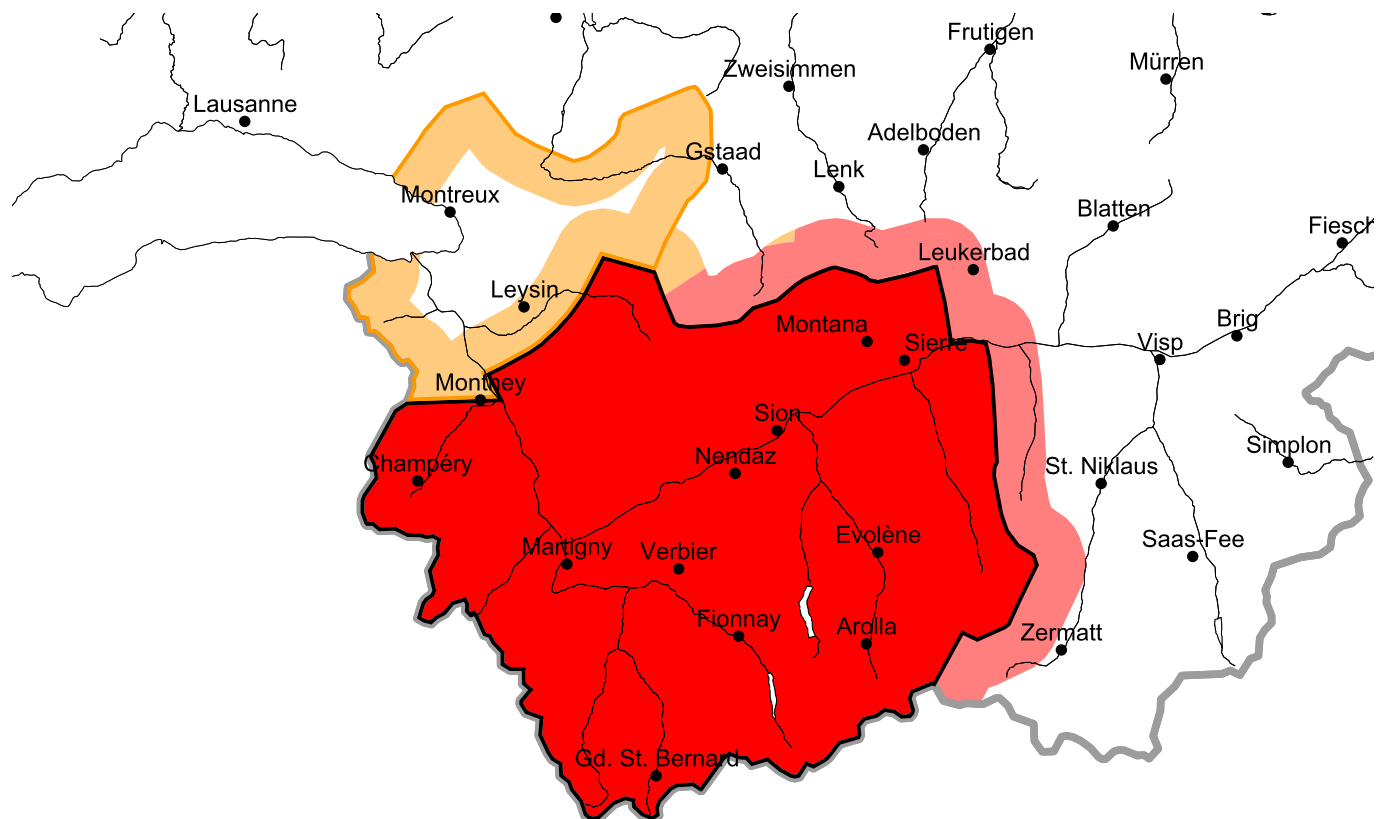 Frutigen
Mürren
Zweisimmen
Lausanne
Adelboden
Gstaad
Lenk
Montreux
Blatten
Fiesch
Leukerbad
Leysin
Brig
Montana
Sierre
Visp
Monthey
Sion
Simplon
Nendaz
Champéry
St. Niklaus
Evolène
Saas-Fee
Martigny
Verbier
Fionnay
Arolla
Zermatt
Gd. St. Bernard